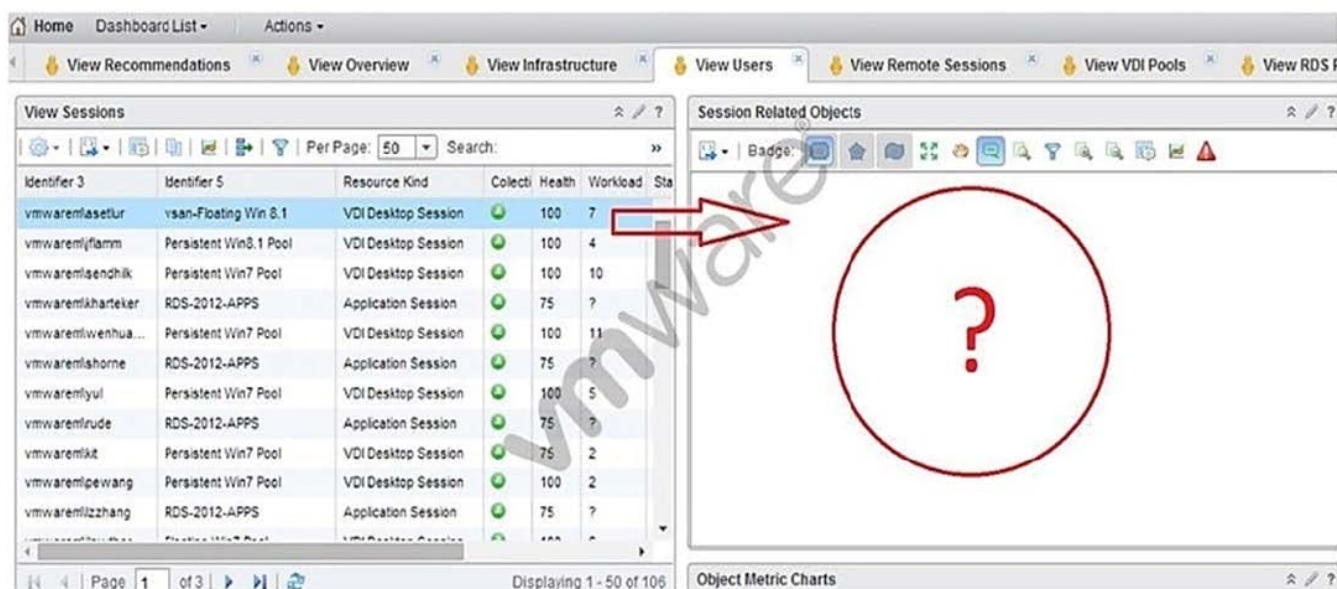 Home Dashboard List Actions
View Recommendations View Overview View Infrastructure View Users View Remote Sessions View VDI Pools View RDS
View Sessions
Per Page: 50 Search: »
Identifier 3 Identifier 5 Resource Kind Colecti Health Workload Sta
vmwarem\asetlur vsan-Floating Win 8.1 VDI Desktop Session 100 7
vmwarem\jflamm Persistent Win8.1 Pool VDI Desktop Session 100 4
vmwarem\sendhilk Persistent Win7 Pool VDI Desktop Session 100 10
vmwarem\kharteker RDS-2012-APPS Application Session 75 ?
vmwarem\wenhua... Persistent Win7 Pool VDI Desktop Session 100 11
vmwarem\shorne RDS-2012-APPS Application Session 75 ?
vmwarem\yul Persistent Win7 Pool VDI Desktop Session 100 5
vmwarem\rude RDS-2012-APPS Application Session 75 ?
vmwarem\kit Persistent Win7 Pool VDI Desktop Session 75 2
vmwarem\pewang Persistent Win7 Pool VDI Desktop Session 100 2
vmwarem\lzzhang RDS-2012-APPS Application Session 75 ?
Page 1 of 3 Displaying 1 - 50 of 106
Session Related Objects
Badge:
?
Object Metric Charts
vmware®